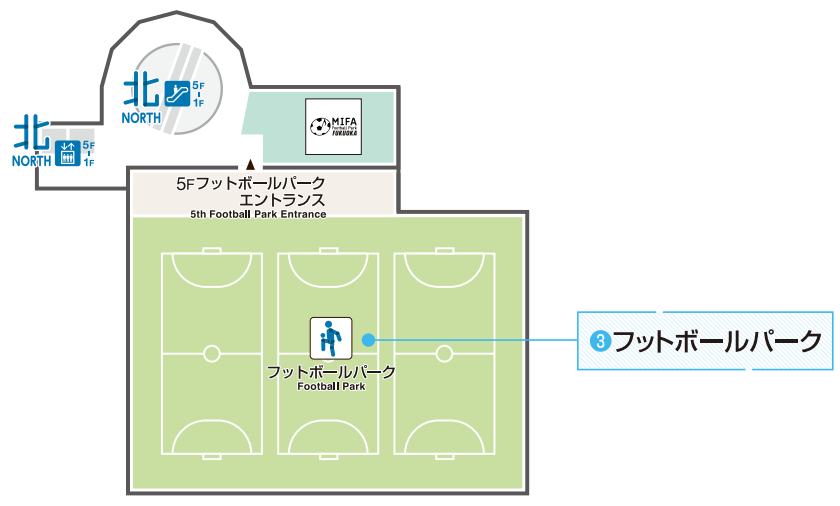 北
NORTH
5F
1F
北
NORTH
5F
1F
MIFA
Football Park
FUKUOKA
5Fフットボールパーク
エントランス
5th Football Park Entrance
フットボールパーク
Football Park
3フットボールパーク